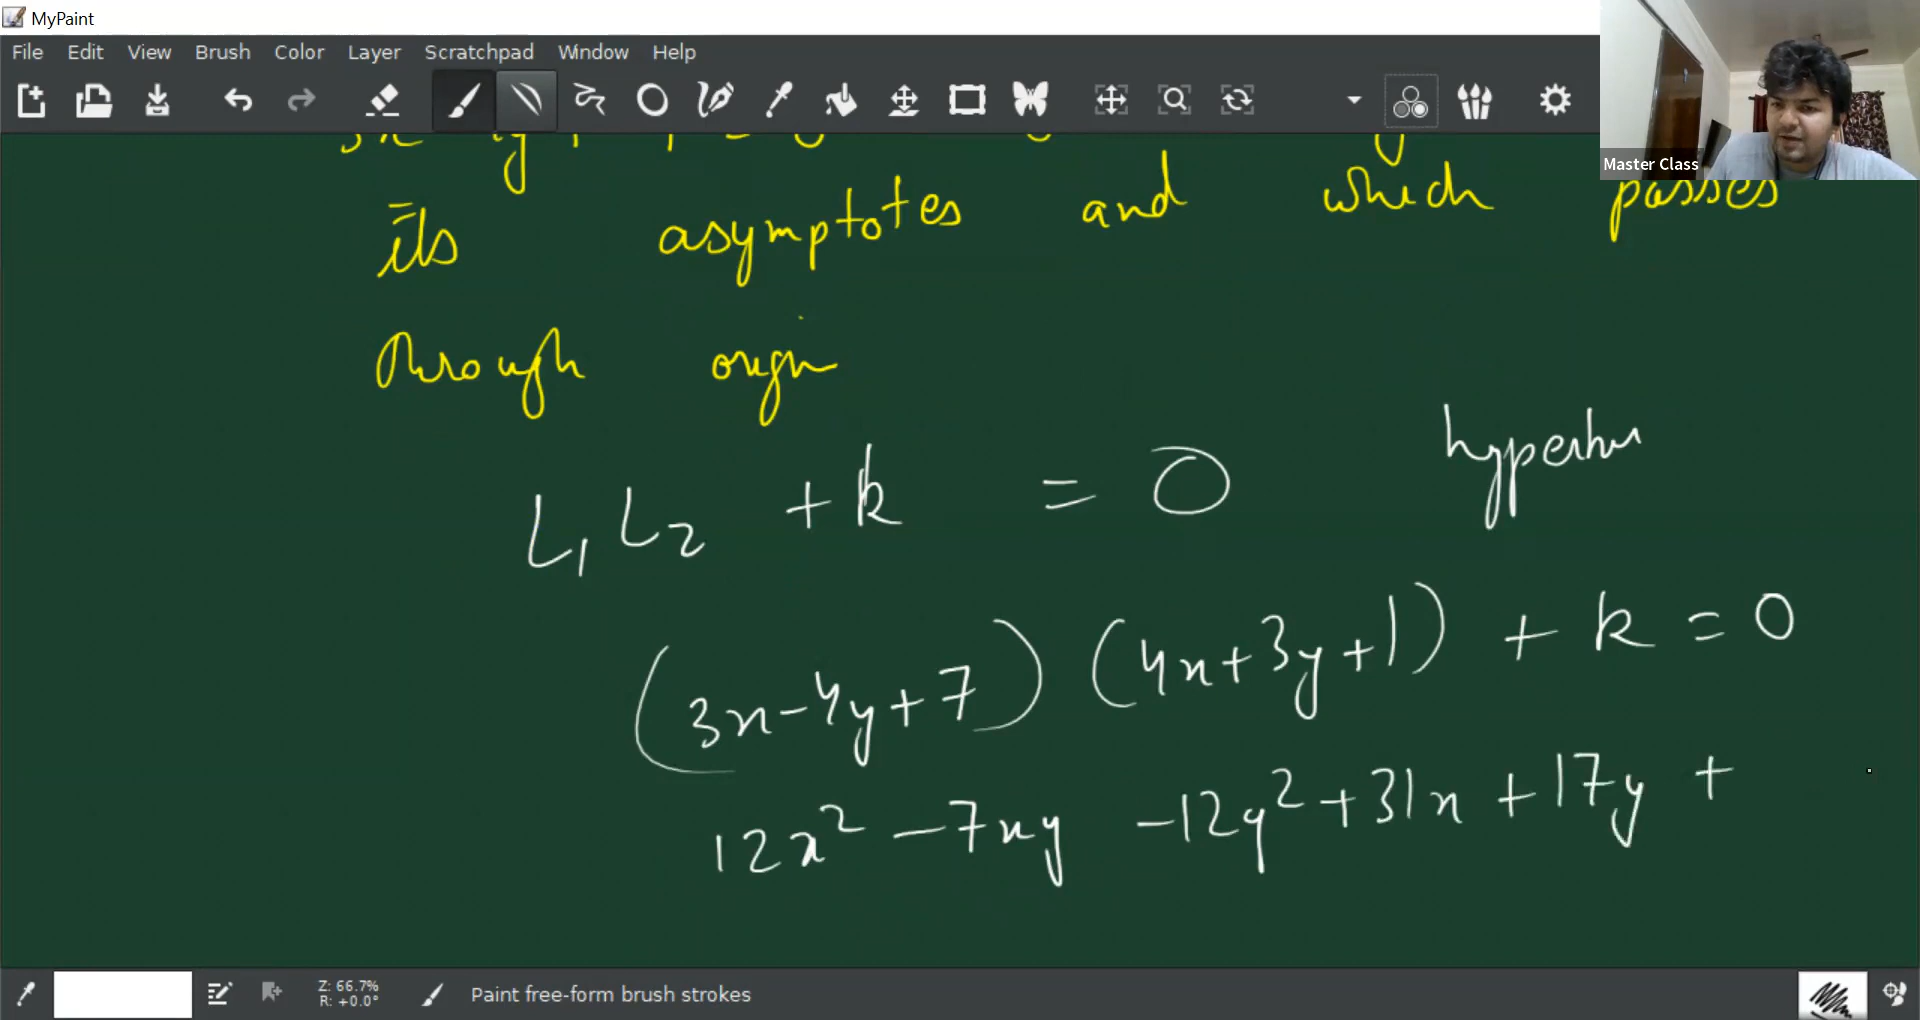 MyPaint
File Edit View Brush Color Layer Scratchpad Window Help
Master Class
its asymptotes and which passes
through origin
L₁ L₂ + k = 0
(3x-4y+7) (4x+3y+1) + k = 0
12x² - 7xy - 12y² + 31x + 17y +
Z: 66.7%
R: +0.0°
Paint free-form brush strokes